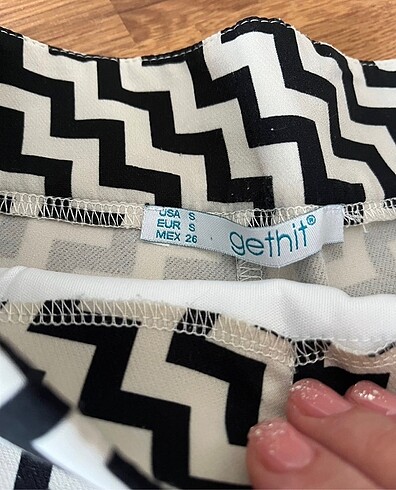 USA S
EUR S
MEX 26
gethit®